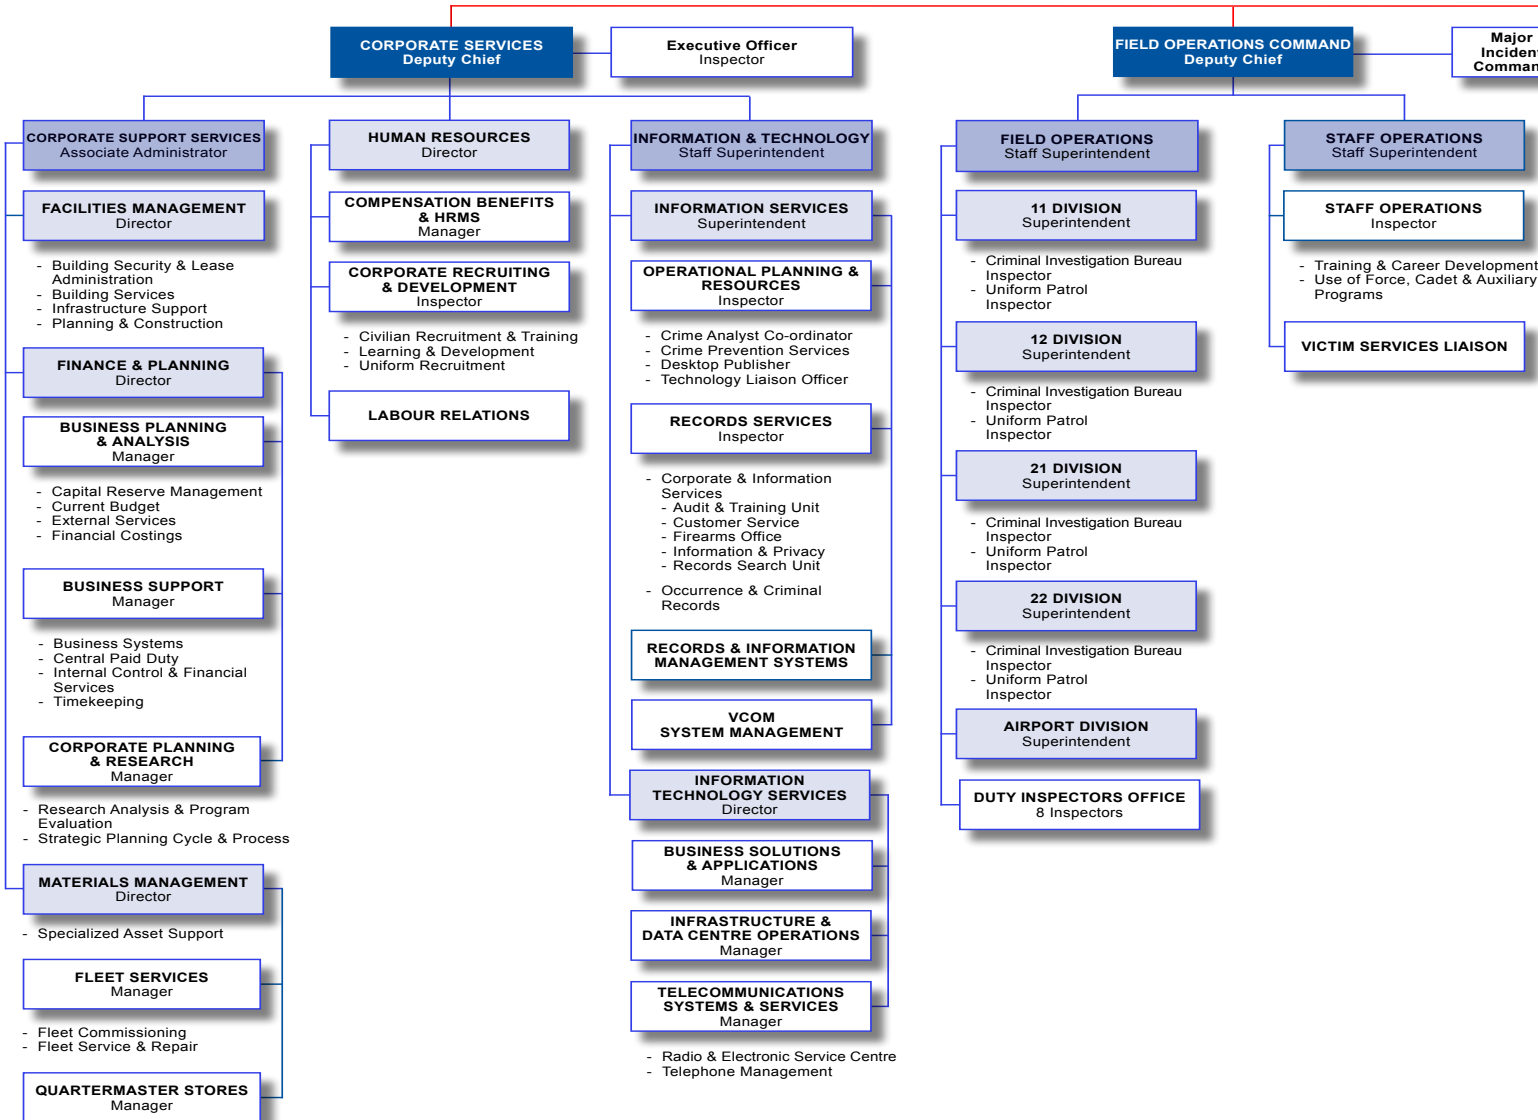 CORPORATE SERVICES
Deputy Chief
Executive Officer
Inspector
CORPORATE SUPPORT SERVICES
Associate Administrator
FACILITIES MANAGEMENT
Director
- Building Security & Lease
Administration
- Building Services
- Infrastructure Support
- Planning & Construction
FINANCE & PLANNING
Director
BUSINESS PLANNING
& ANALYSIS
Manager
- Capital Reserve Management
- Current Budget
- External Services
- Financial Costings
BUSINESS SUPPORT
Manager
- Business Systems
- Central Paid Duty
- Internal Control & Financial
Services
- Timekeeping
CORPORATE PLANNING
& RESEARCH
Manager
- Research Analysis & Program
Evaluation
- Strategic Planning Cycle & Process
MATERIALS MANAGEMENT
Director
- Specialized Asset Support
FLEET SERVICES
Manager
- Fleet Commissioning
- Fleet Service & Repair
QUARTERMASTER STORES
Manager
HUMAN RESOURCES
Director
COMPENSATION BENEFITS
& HRMS
Manager
CORPORATE RECRUITING
& DEVELOPMENT
Inspector
- Civilian Recruitment & Training
- Learning & Development
- Uniform Recruitment
LABOUR RELATIONS
INFORMATION & TECHNOLOGY
Staff Superintendent
INFORMATION SERVICES
Superintendent
OPERATIONAL PLANNING &
RESOURCES
Inspector
- Crime Analyst Co-ordinator
- Crime Prevention Services
- Desktop Publisher
- Technology Liaison Officer
RECORDS SERVICES
Inspector
- Corporate & Information
Services
- Audit & Training Unit
- Customer Service
- Firearms Office
- Information & Privacy
- Records Search Unit
- Occurrence & Criminal
Records
RECORDS & INFORMATION
MANAGEMENT SYSTEMS
VCOM
SYSTEM MANAGEMENT
INFORMATION
TECHNOLOGY SERVICES
Director
BUSINESS SOLUTIONS
& APPLICATIONS
Manager
INFRASTRUCTURE &
DATA CENTRE OPERATIONS
Manager
TELECOMMUNICATIONS
SYSTEMS & SERVICES
Manager
- Radio & Electronic Service Centre
- Telephone Management
FIELD OPERATIONS COMMAND
Deputy Chief
Major
Inciden
Comman
FIELD OPERATIONS
Staff Superintendent
11 DIVISION
Superintendent
- Criminal Investigation Bureau
Inspector
- Uniform Patrol
Inspector
12 DIVISION
Superintendent
- Criminal Investigation Bureau
Inspector
- Uniform Patrol
Inspector
21 DIVISION
Superintendent
- Criminal Investigation Bureau
Inspector
- Uniform Patrol
Inspector
22 DIVISION
Superintendent
- Criminal Investigation Bureau
Inspector
- Uniform Patrol
Inspector
AIRPORT DIVISION
Superintendent
DUTY INSPECTORS OFFICE
8 Inspectors
STAFF OPERATIONS
Staff Superintendent
STAFF OPERATIONS
Inspector
- Training & Career Development
- Use of Force, Cadet & Auxiliary
Programs
VICTIM SERVICES LIAISON